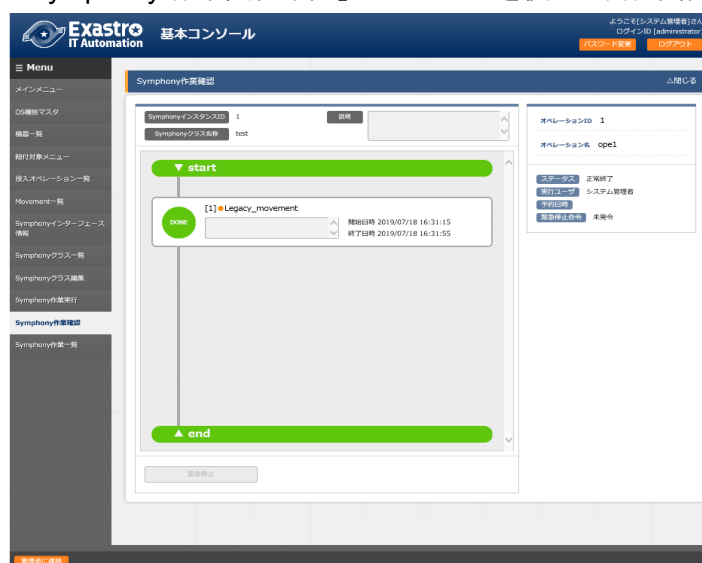 Exastro
IT Automation
基本コンソール
ようこそ[システム管理者]さん
ログインID [administrator]
パスワード変更
ログアウト
Menu
メインメニュー
OS種別マスタ
機器一覧
紐付対象メニュー
投入オペレーション一覧
Movement一覧
Symphonyインターフェース
情報
Symphonyクラス一覧
Symphonyクラス編集
Symphony作業実行
Symphony作業確認
Symphony作業一覧
Symphony作業確認
△閉じる
SymphonyインスタンスID 1 説明
Symphonyクラス名称 test
▼ start
DONE
[1]●Legacy_movement
開始日時 2019/07/18 16:31:15
終了日時 2019/07/18 16:31:55
▲ end
緊急停止
オペレーションID 1
オペレーション名 ope1
ステータス 正常終了
実行ユーザ システム管理者
予約日時
緊急停止命令 未発令
管理者に連絡